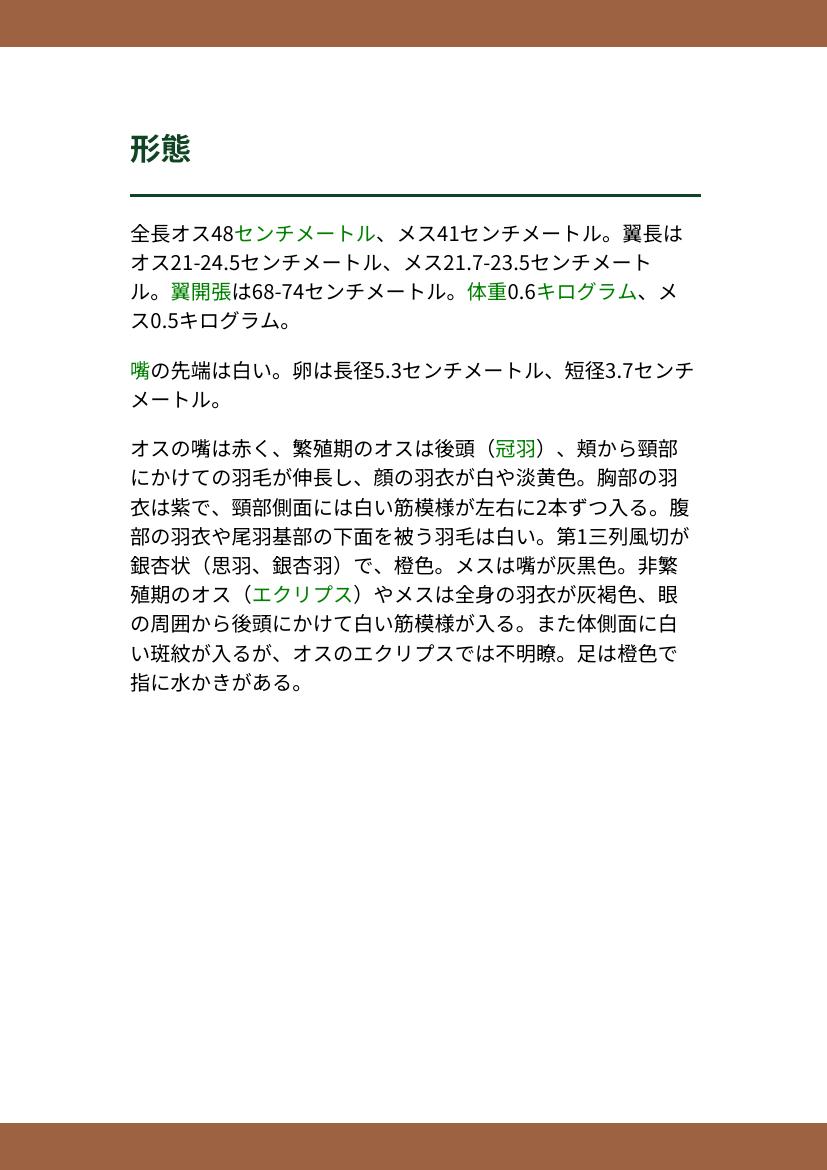 形態
全長オス48センチメートル、メス41センチメートル。翼長は
オス21-24.5センチメートル、メス21.7-23.5センチメート
ル。翼開張は68-74センチメートル。体重0.6キログラム、メ
ス0.5キログラム。
嘴の先端は白い。卵は長径5.3センチメートル、短径3.7センチ
メートル。
オスの嘴は赤く、繁殖期のオスは後頭（冠羽）、頬から頸部
にかけての羽毛が伸長し、顔の羽衣が白や淡黄色。胸部の羽
衣は紫で、頸部側面には白い筋模様が左右に2本ずつ入る。腹
部の羽衣や尾羽基部の下面を被う羽毛は白い。第1三列風切が
銀杏状（思羽、銀杏羽）で、橙色。メスは嘴が灰黒色。非繁
殖期のオス（エクリプス）やメスは全身の羽衣が灰褐色、眼
の周囲から後頭にかけて白い筋模様が入る。また体側面に白
い斑紋が入るが、オスのエクリプスでは不明瞭。足は橙色で
指に水かきがある。